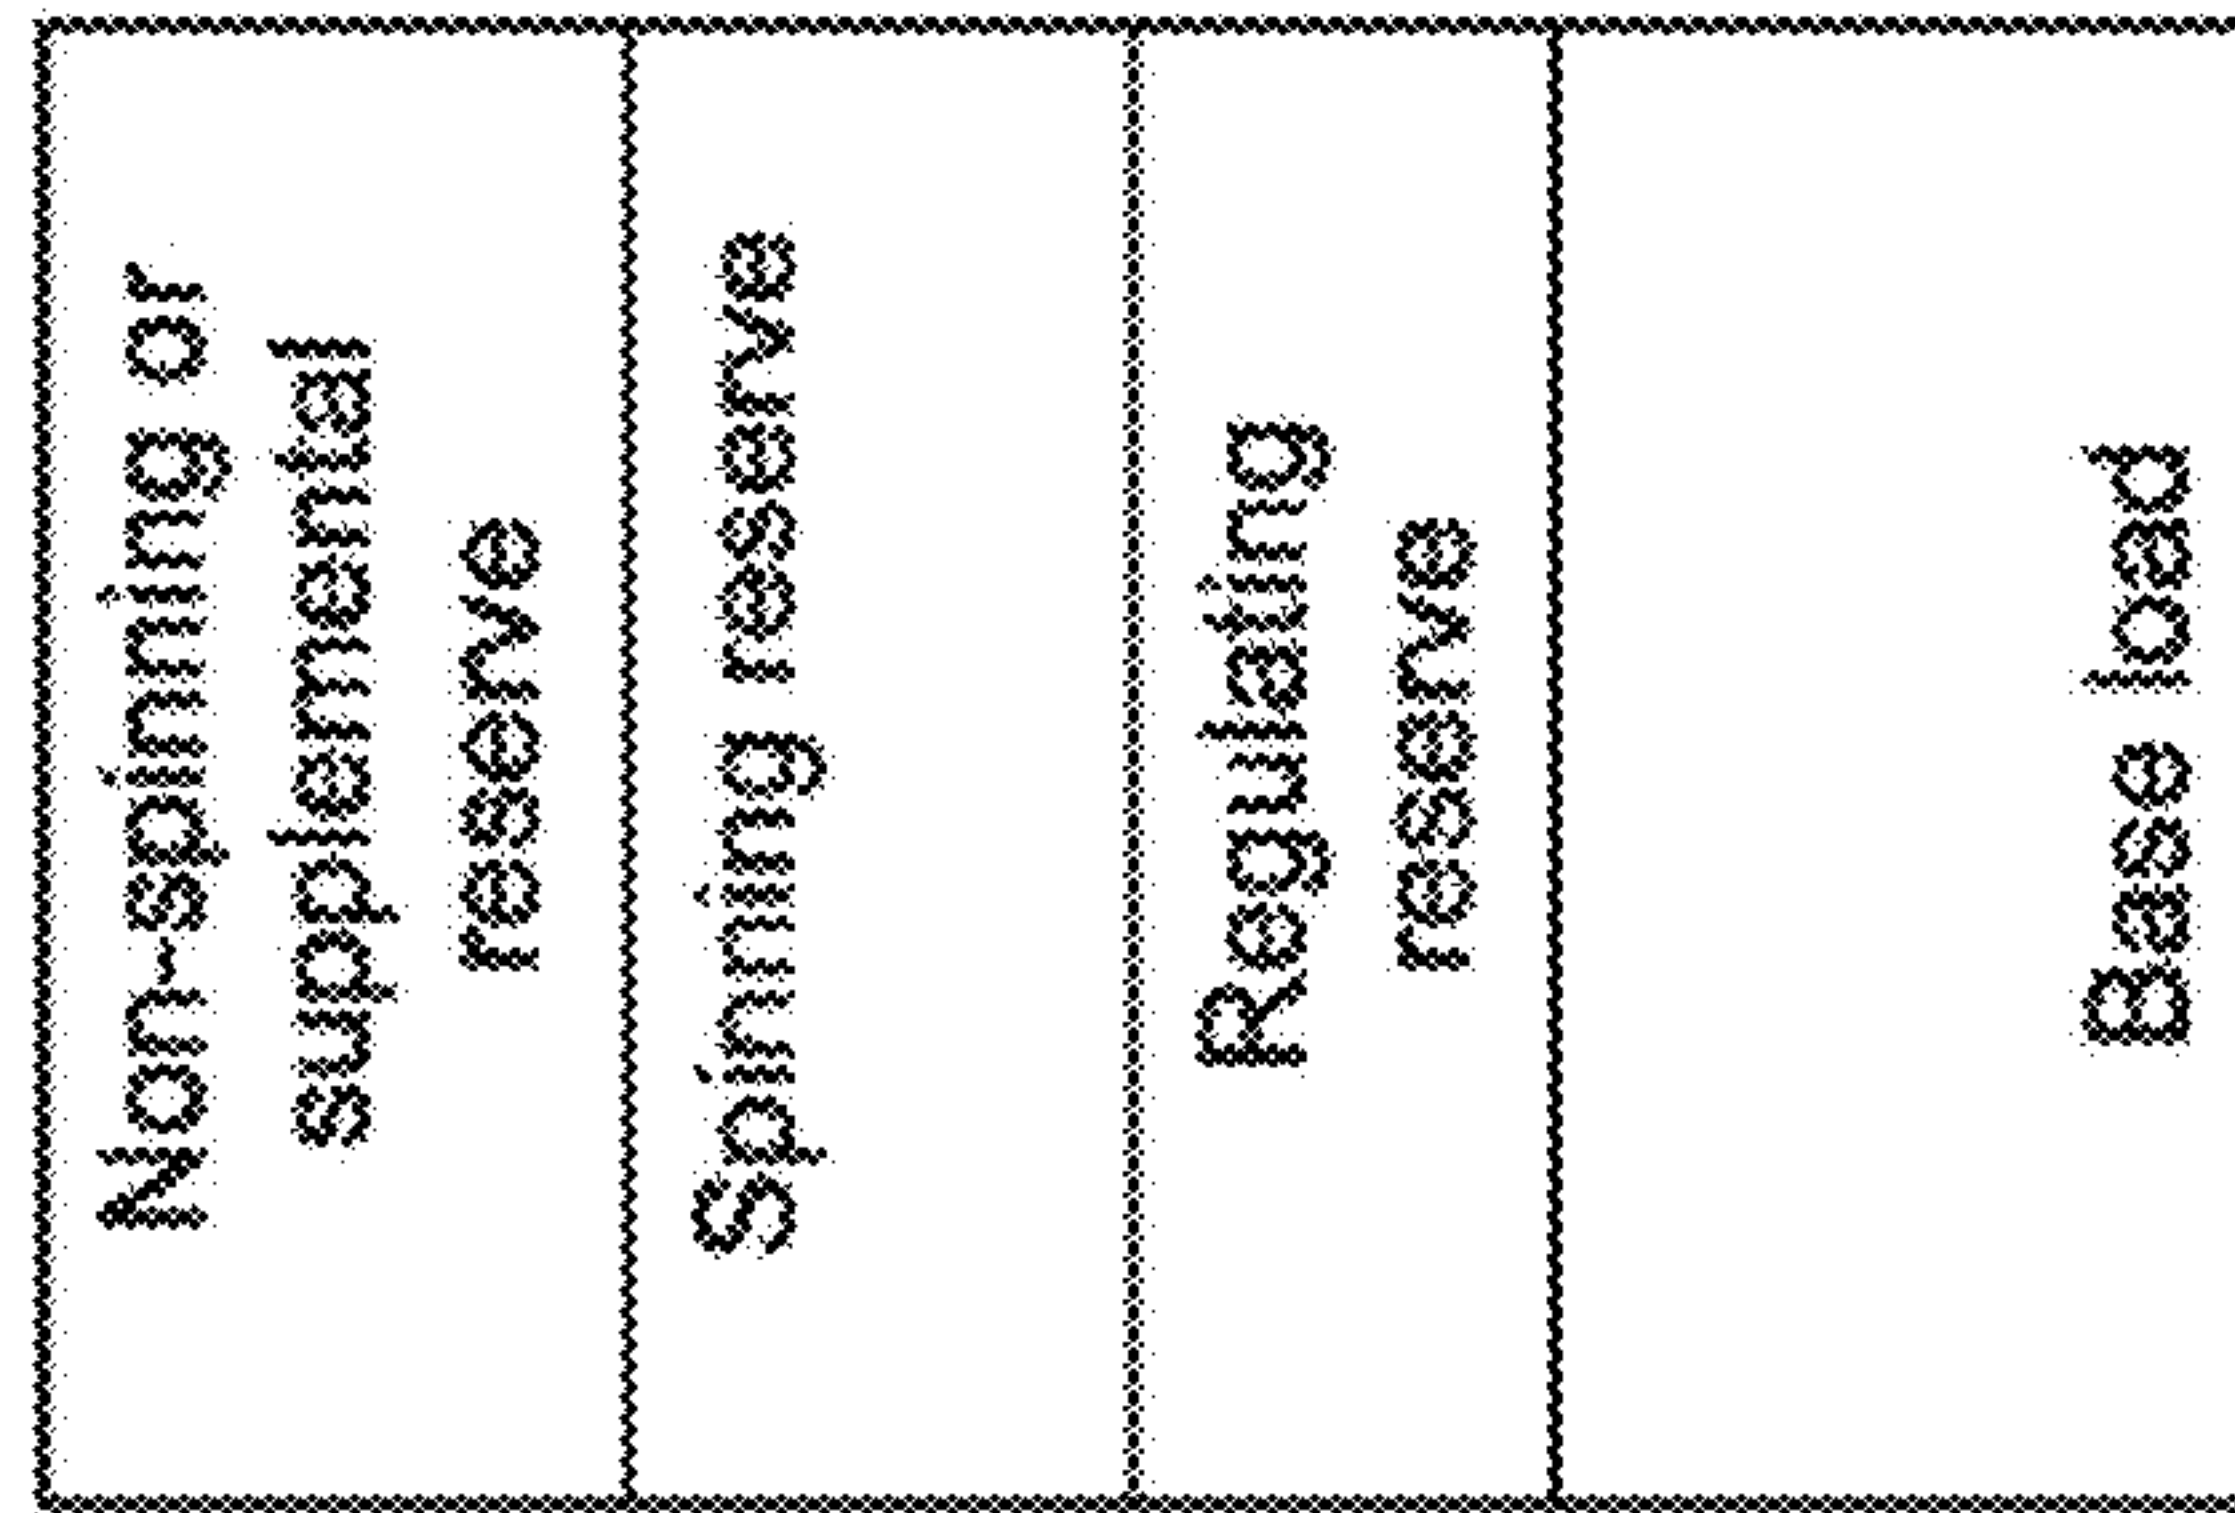 Non-spinning or
supplemental
reserve
Spinning reserve
Regulating
reserve
Base load